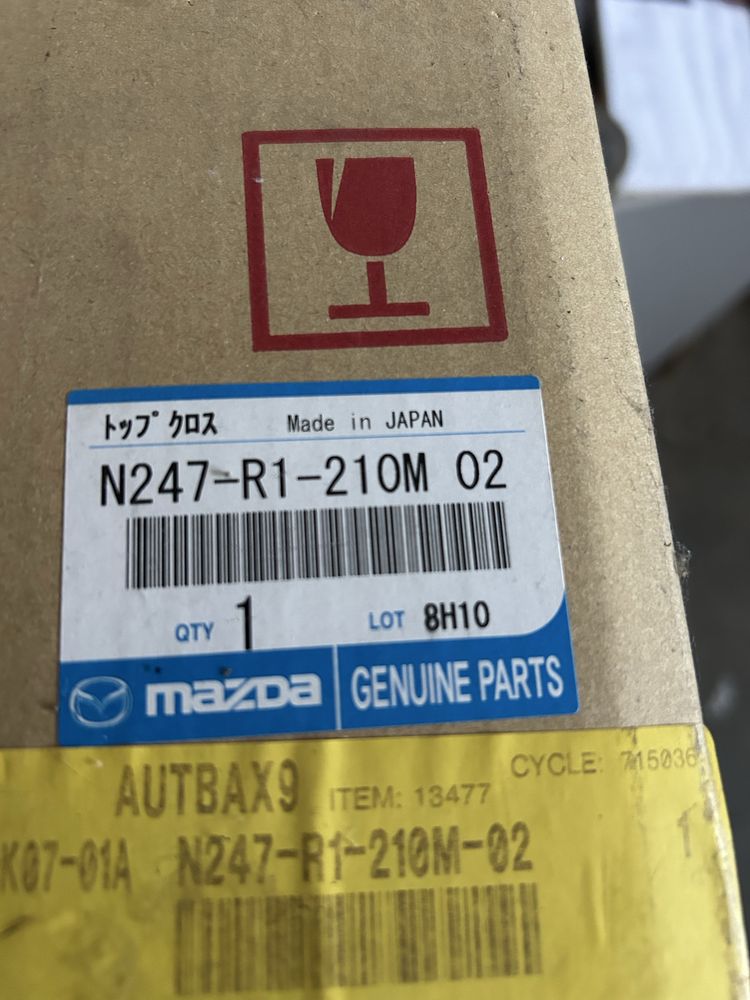 ﾄｯﾌﾟ ｸﾛｽ Made in JAPAN
N247-R1-210M 02
QTY 1 LOT 8H10
mazda GENUINE PARTS
CYCLE: 715036
AUTBAX9 ITEM: 13477
K07-01A N247-R1-210M-02 1